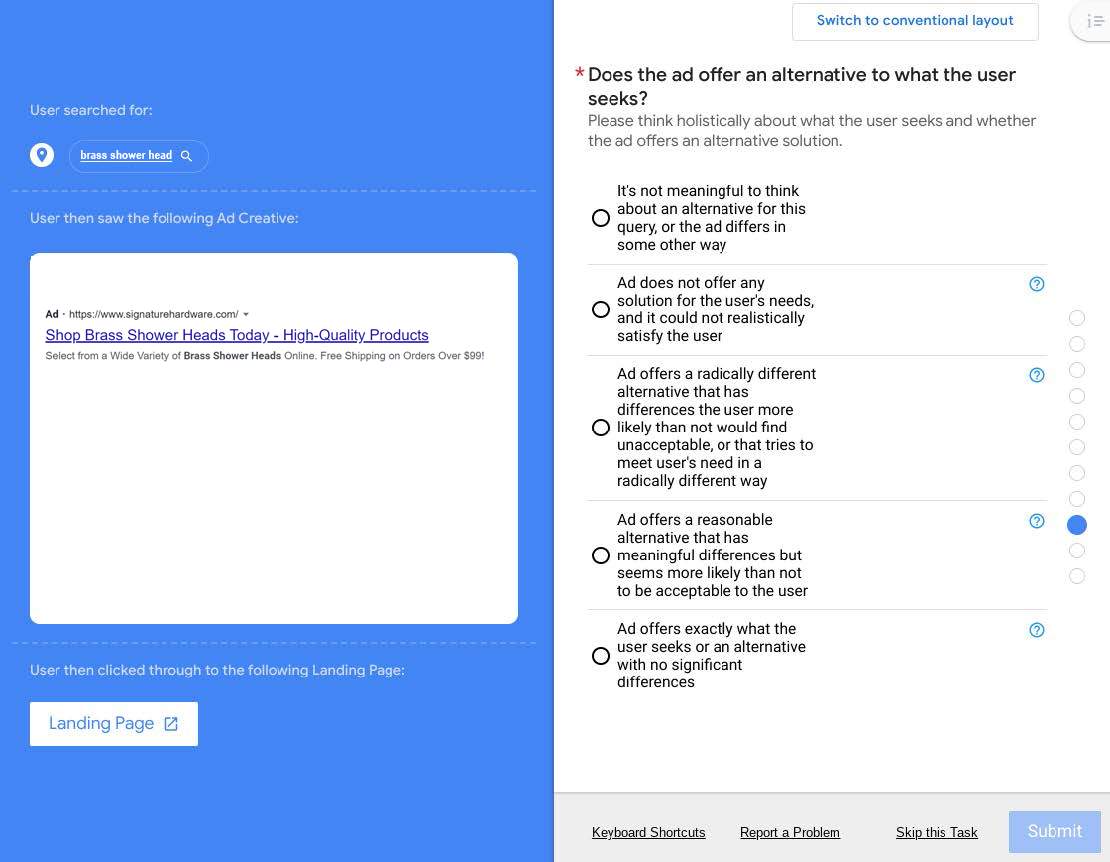 Switch to conventional layout
User searched for:
brass shower head
User then saw the following Ad Creative:
Ad · https://www.signaturehardware.com/
Shop Brass Shower Heads Today - High-Quality Products
Select from a Wide Variety of Brass Shower Heads Online. Free Shipping on Orders Over $99!
User then clicked through to the following Landing Page:
Landing Page
* Does the ad offer an alternative to what the user
seeks?
Please think holistically about what the user seeks and whether
the ad offers an alternative solution.
It's not meaningful to think
about an alternative for this
query, or the ad differs in
some other way
Ad does not offer any
solution for the user's needs,
and it could not realistically
satisfy the user
Ad offers a radically different
alternative that has
differences the user more
likely than not would find
unacceptable, or that tries to
meet user's need in a
radically different way
Ad offers a reasonable
alternative that has
meaningful differences but
seems more likely than not
to be acceptable to the user
Ad offers exactly what the
user seeks or an alternative
with no significant
differences
Keyboard Shortcuts
Report a Problem
Skip this Task
Submit